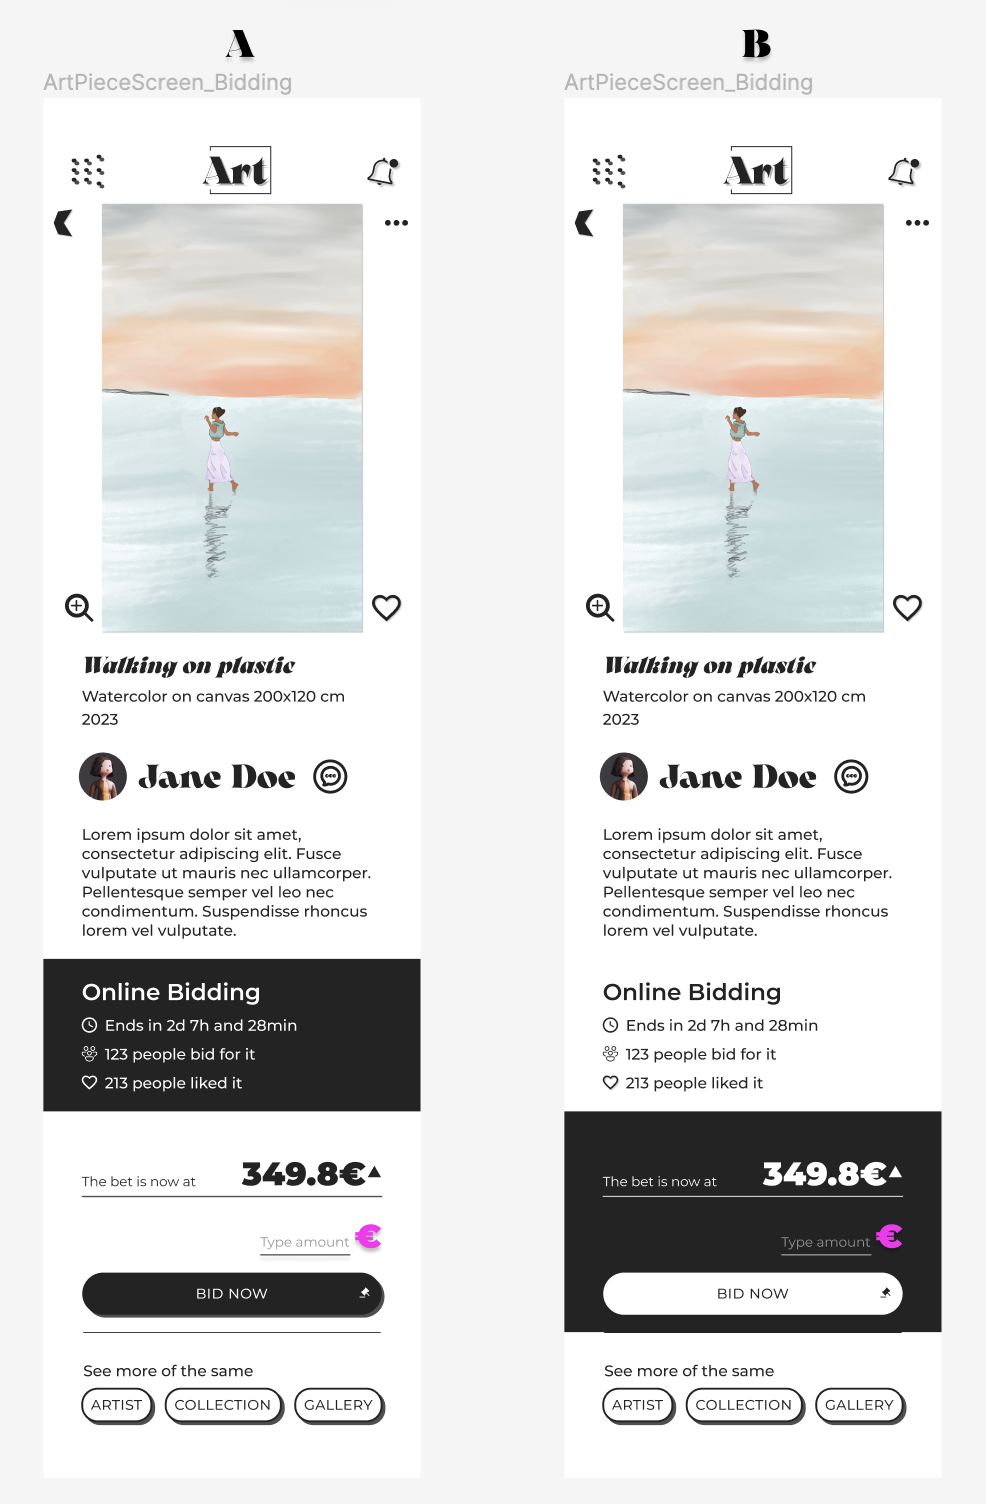 A
ArtPieceScreen_Bidding
Art
Walking on plastic
Watercolor on canvas 200x120 cm
2023
Jane Doe
Lorem ipsum dolor sit amet,
consectetur adipiscing elit. Fusce
vulputate ut mauris nec ullamcorper.
Pellentesque semper vel leo nec
condimentum. Suspendisse rhoncus
lorem vel vulputate.
Online Bidding
Ends in 2d 7h and 28min
123 people bid for it
213 people liked it
The bet is now at 349.8€
Type amount €
BID NOW
See more of the same
ARTIST COLLECTION GALLERY
B
ArtPieceScreen_Bidding
Art
Walking on plastic
Watercolor on canvas 200x120 cm
2023
Jane Doe
Lorem ipsum dolor sit amet,
consectetur adipiscing elit. Fusce
vulputate ut mauris nec ullamcorper.
Pellentesque semper vel leo nec
condimentum. Suspendisse rhoncus
lorem vel vulputate.
Online Bidding
Ends in 2d 7h and 28min
123 people bid for it
213 people liked it
The bet is now at 349.8€
Type amount €
BID NOW
See more of the same
ARTIST COLLECTION GALLERY